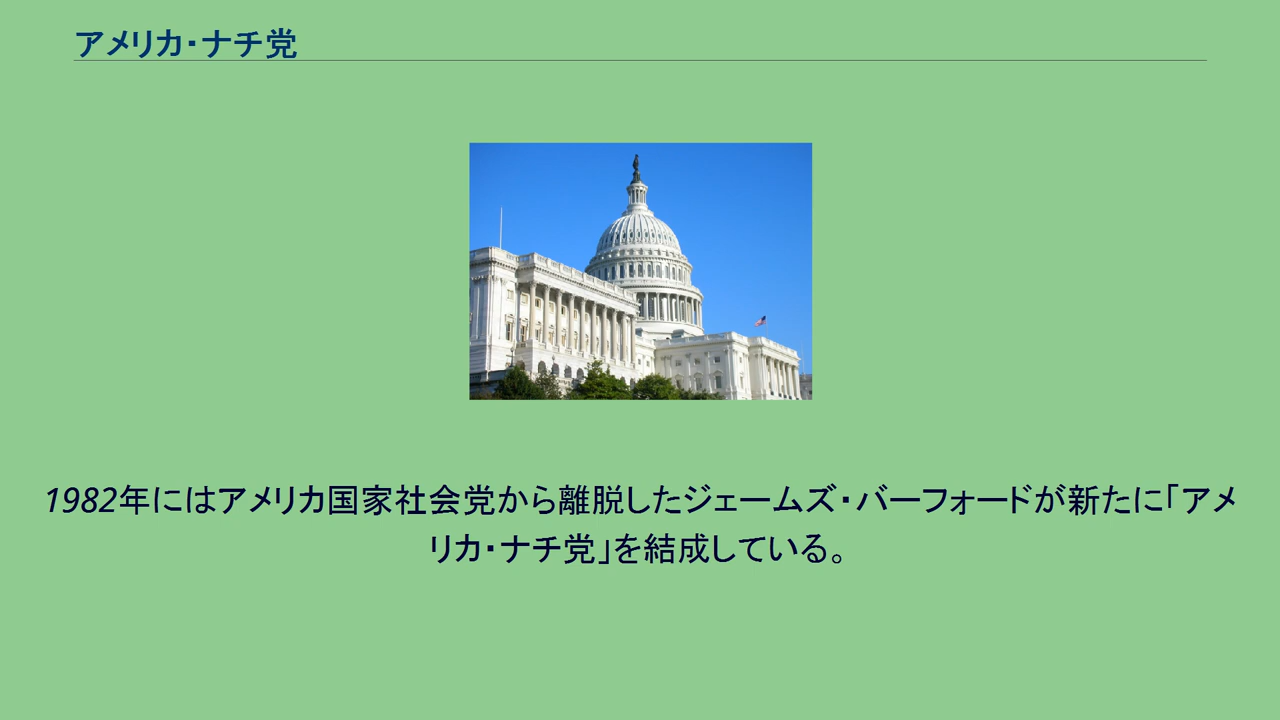 アメリカ・ナチ党
1982年にはアメリカ国家社会党から離脱したジェームズ・バーフォードが新たに「アメ
リカ・ナチ党」を結成している。